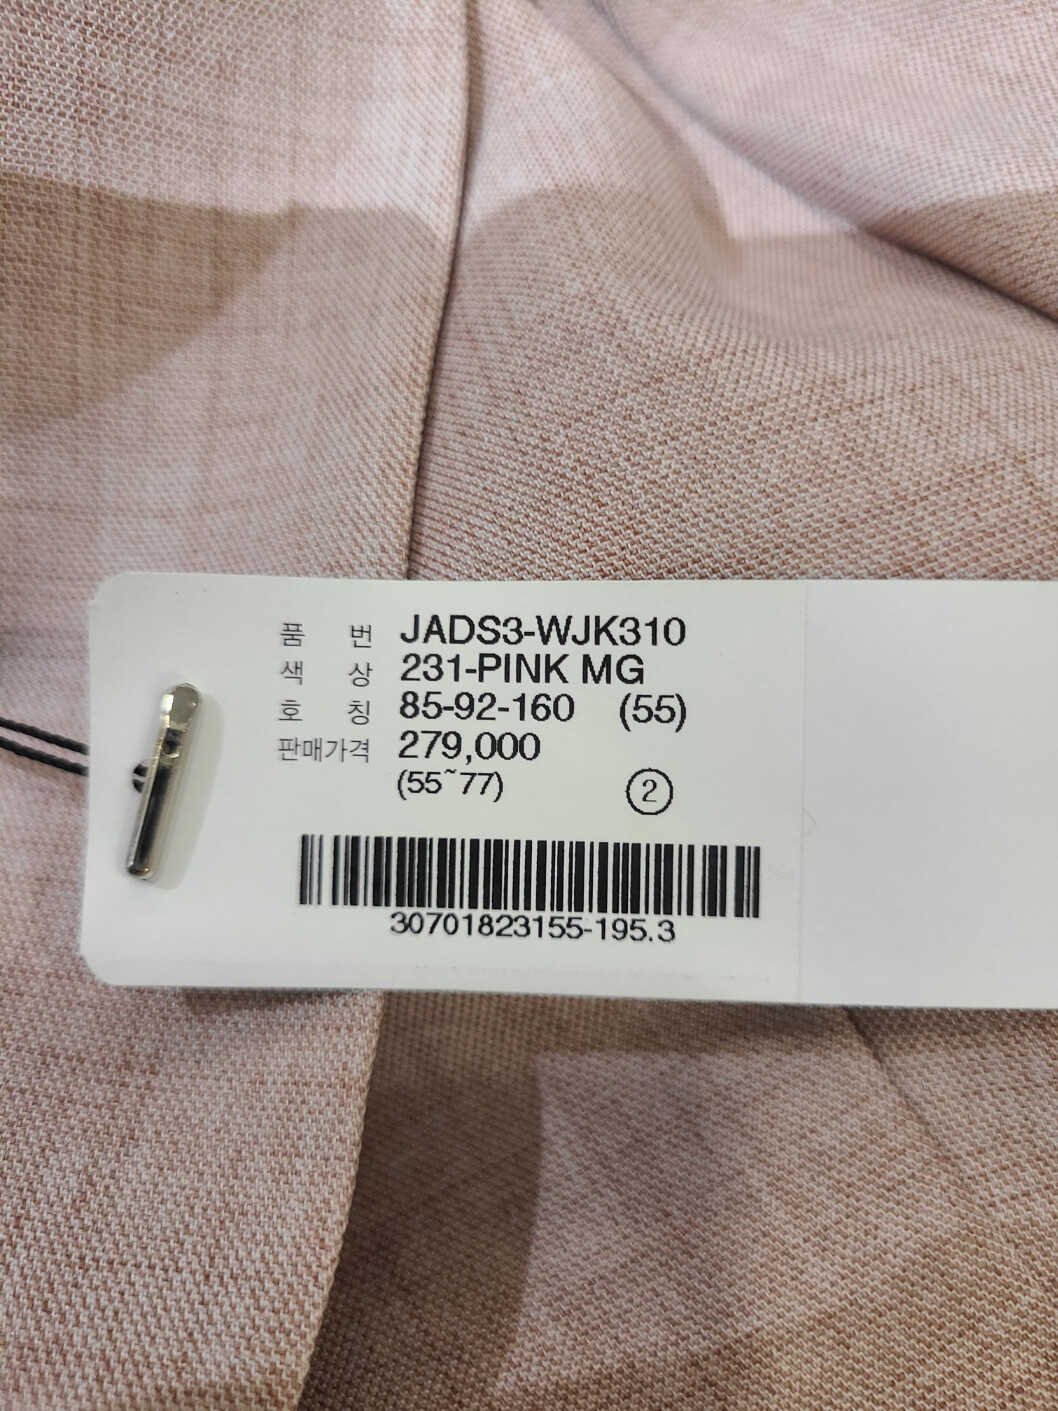 품 번 JADS3-WJK310
색 상 231-PINK MG
호 칭 85-92-160 (55)
판매가격 279,000
(55~77) ②
30701823155-195.3